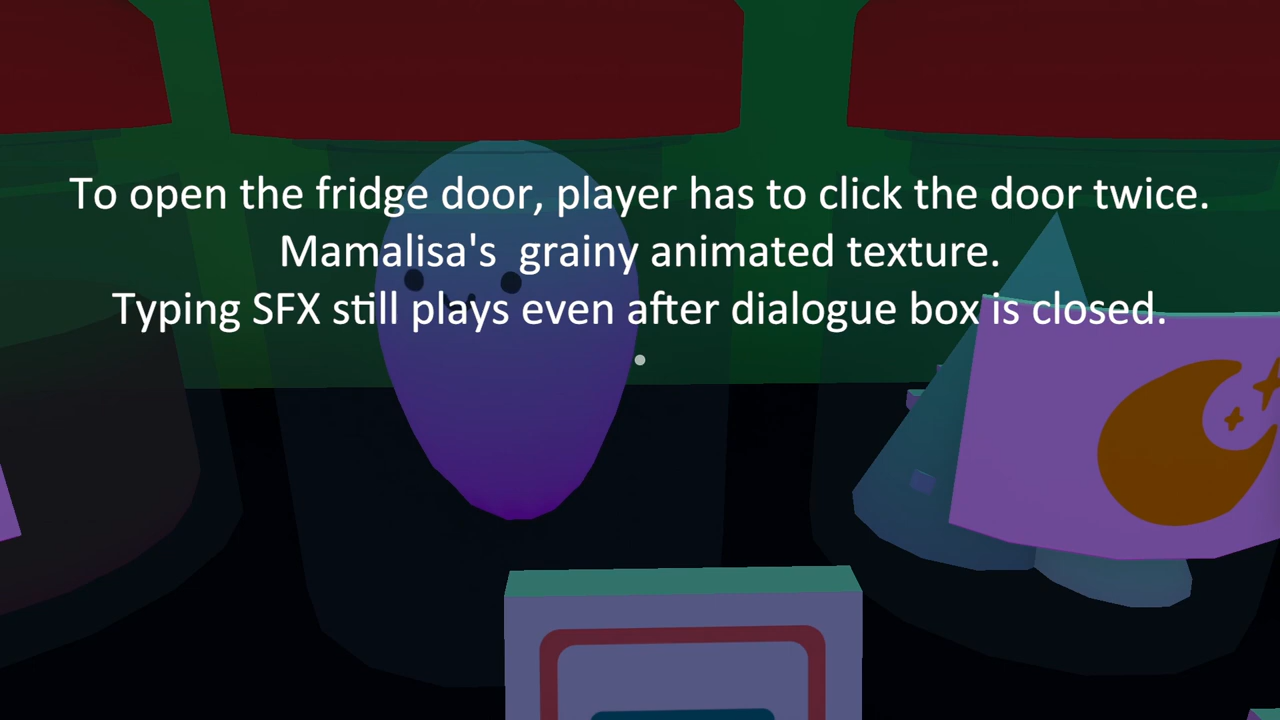 To open the fridge door, player has to click the door twice.
Mamalisa's  grainy animated texture.
Typing SFX still plays even after dialogue box is closed.